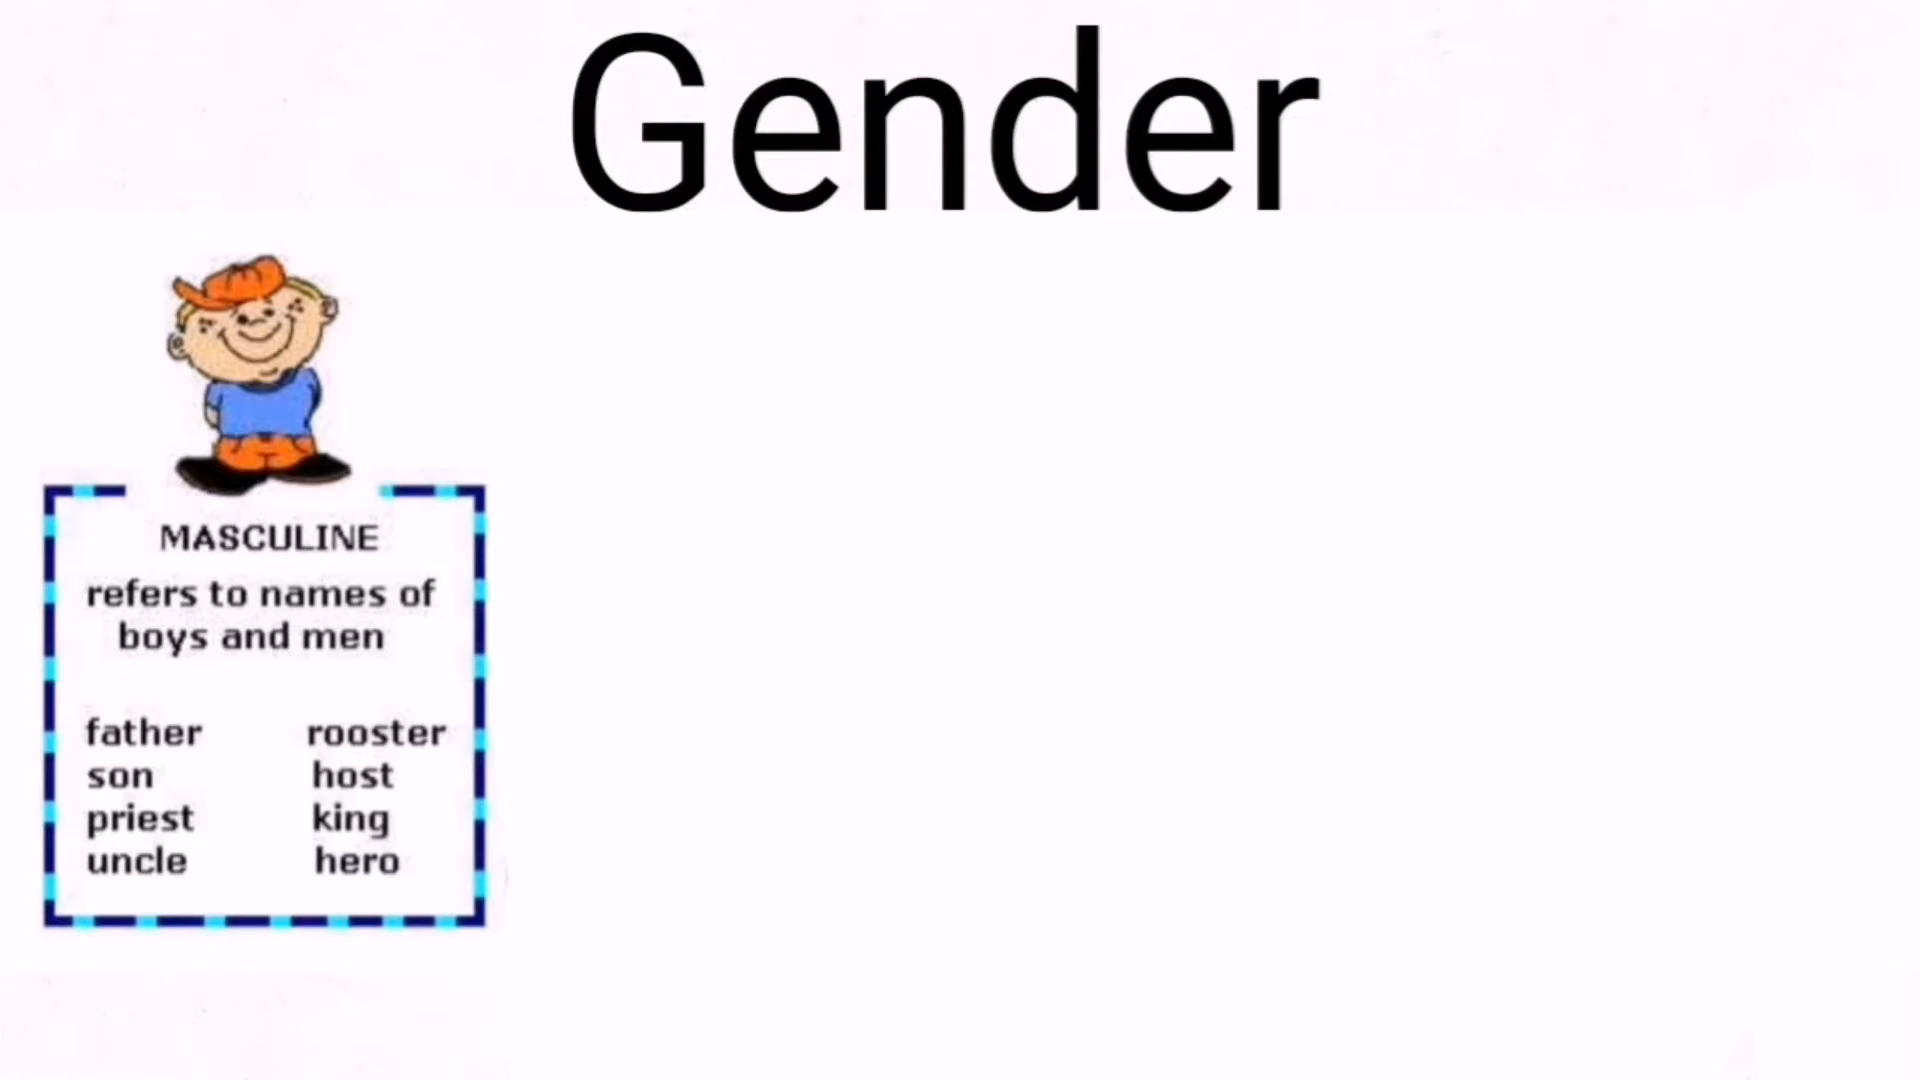 Gender
MASCULINE
refers to names of
boys and men
father rooster
son host
priest king
uncle hero